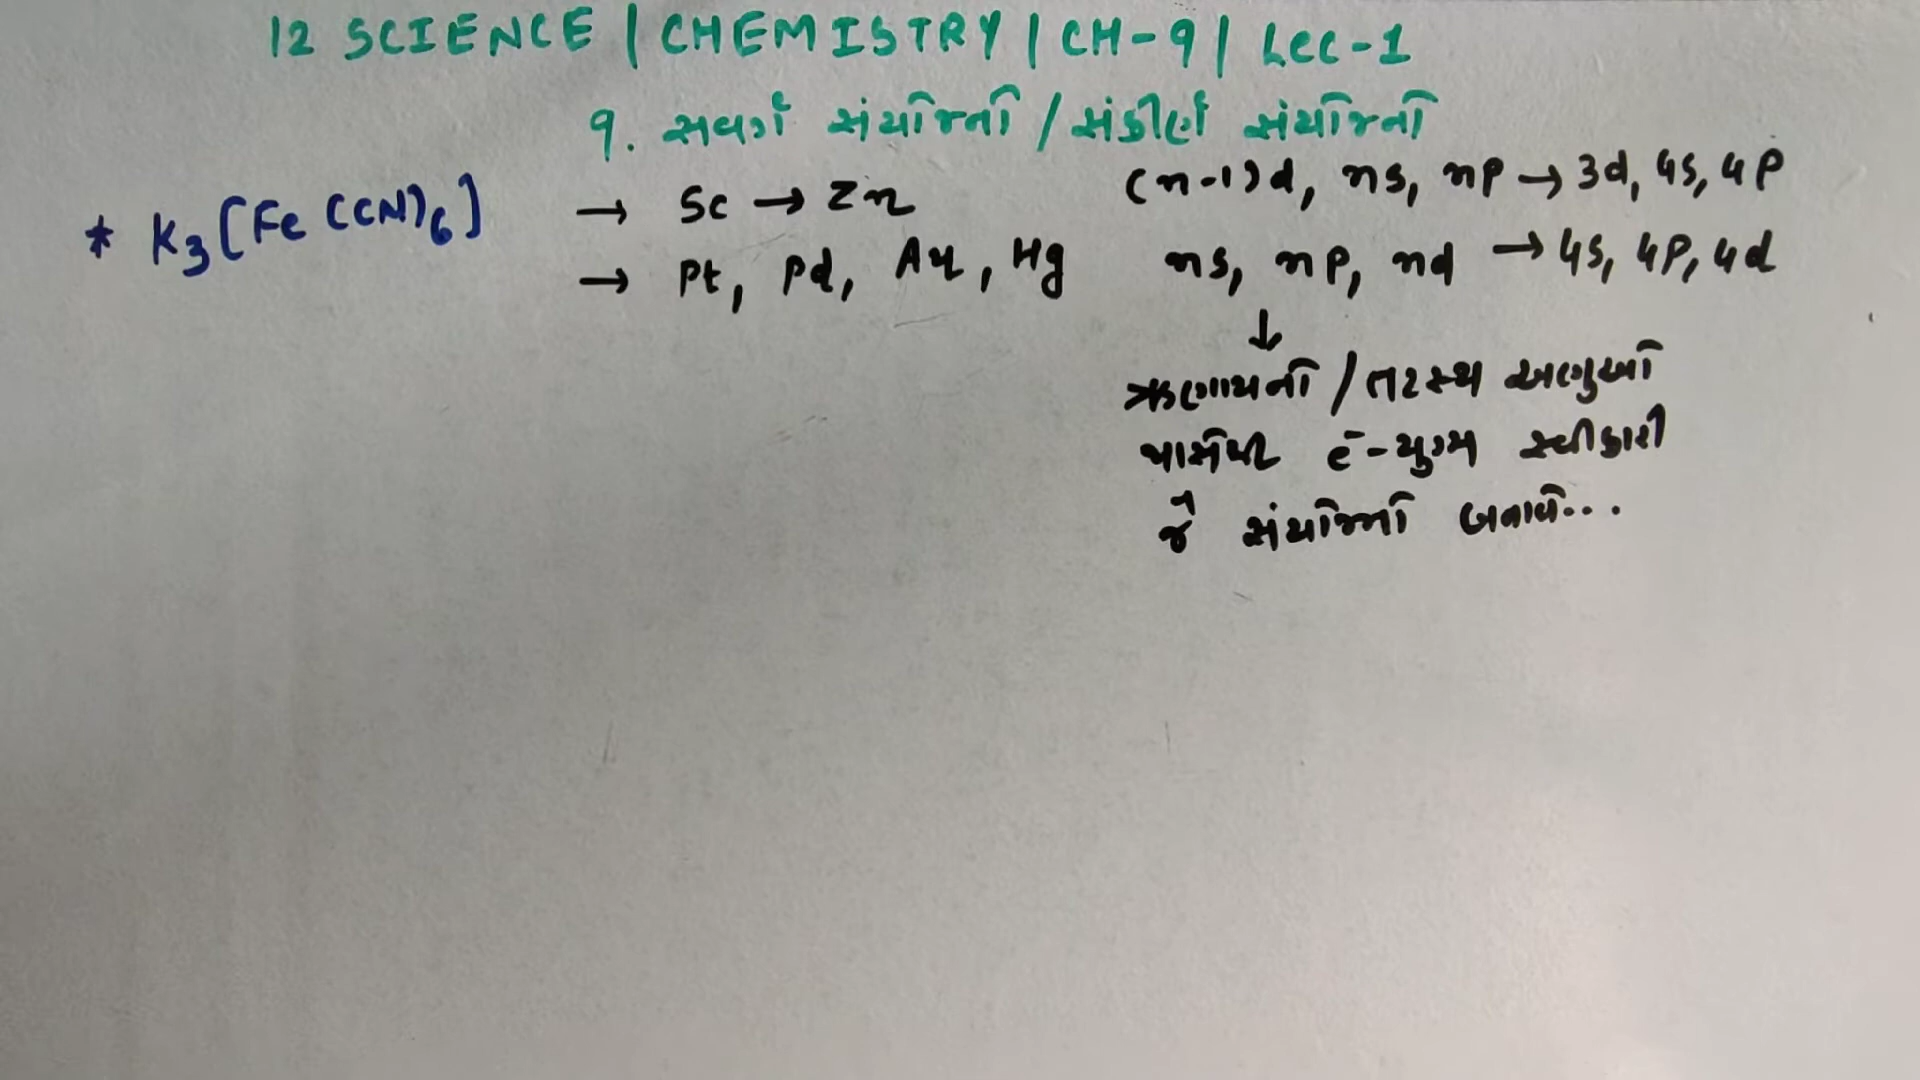 12 SCIENCE | CHEMISTRY | CH-9 | Lec-1
9. સવર્ગ સંયોજનો / સંકીર્ણ સંયોજનો
* K3[Fe(CN)6]
→ Sc → Zn
→ Pt, Pd, Au, Hg
(n-1)d, ns, np → 3d, 4s, 4p
ns, np, nd → 4s, 4p, 4d
↓
ઋણાયનો / તટસ્થ અણુઓ
પાસેથી e⁻-યુગ્મ સ્વીકારી
જે સંયોજનો બનાવે...